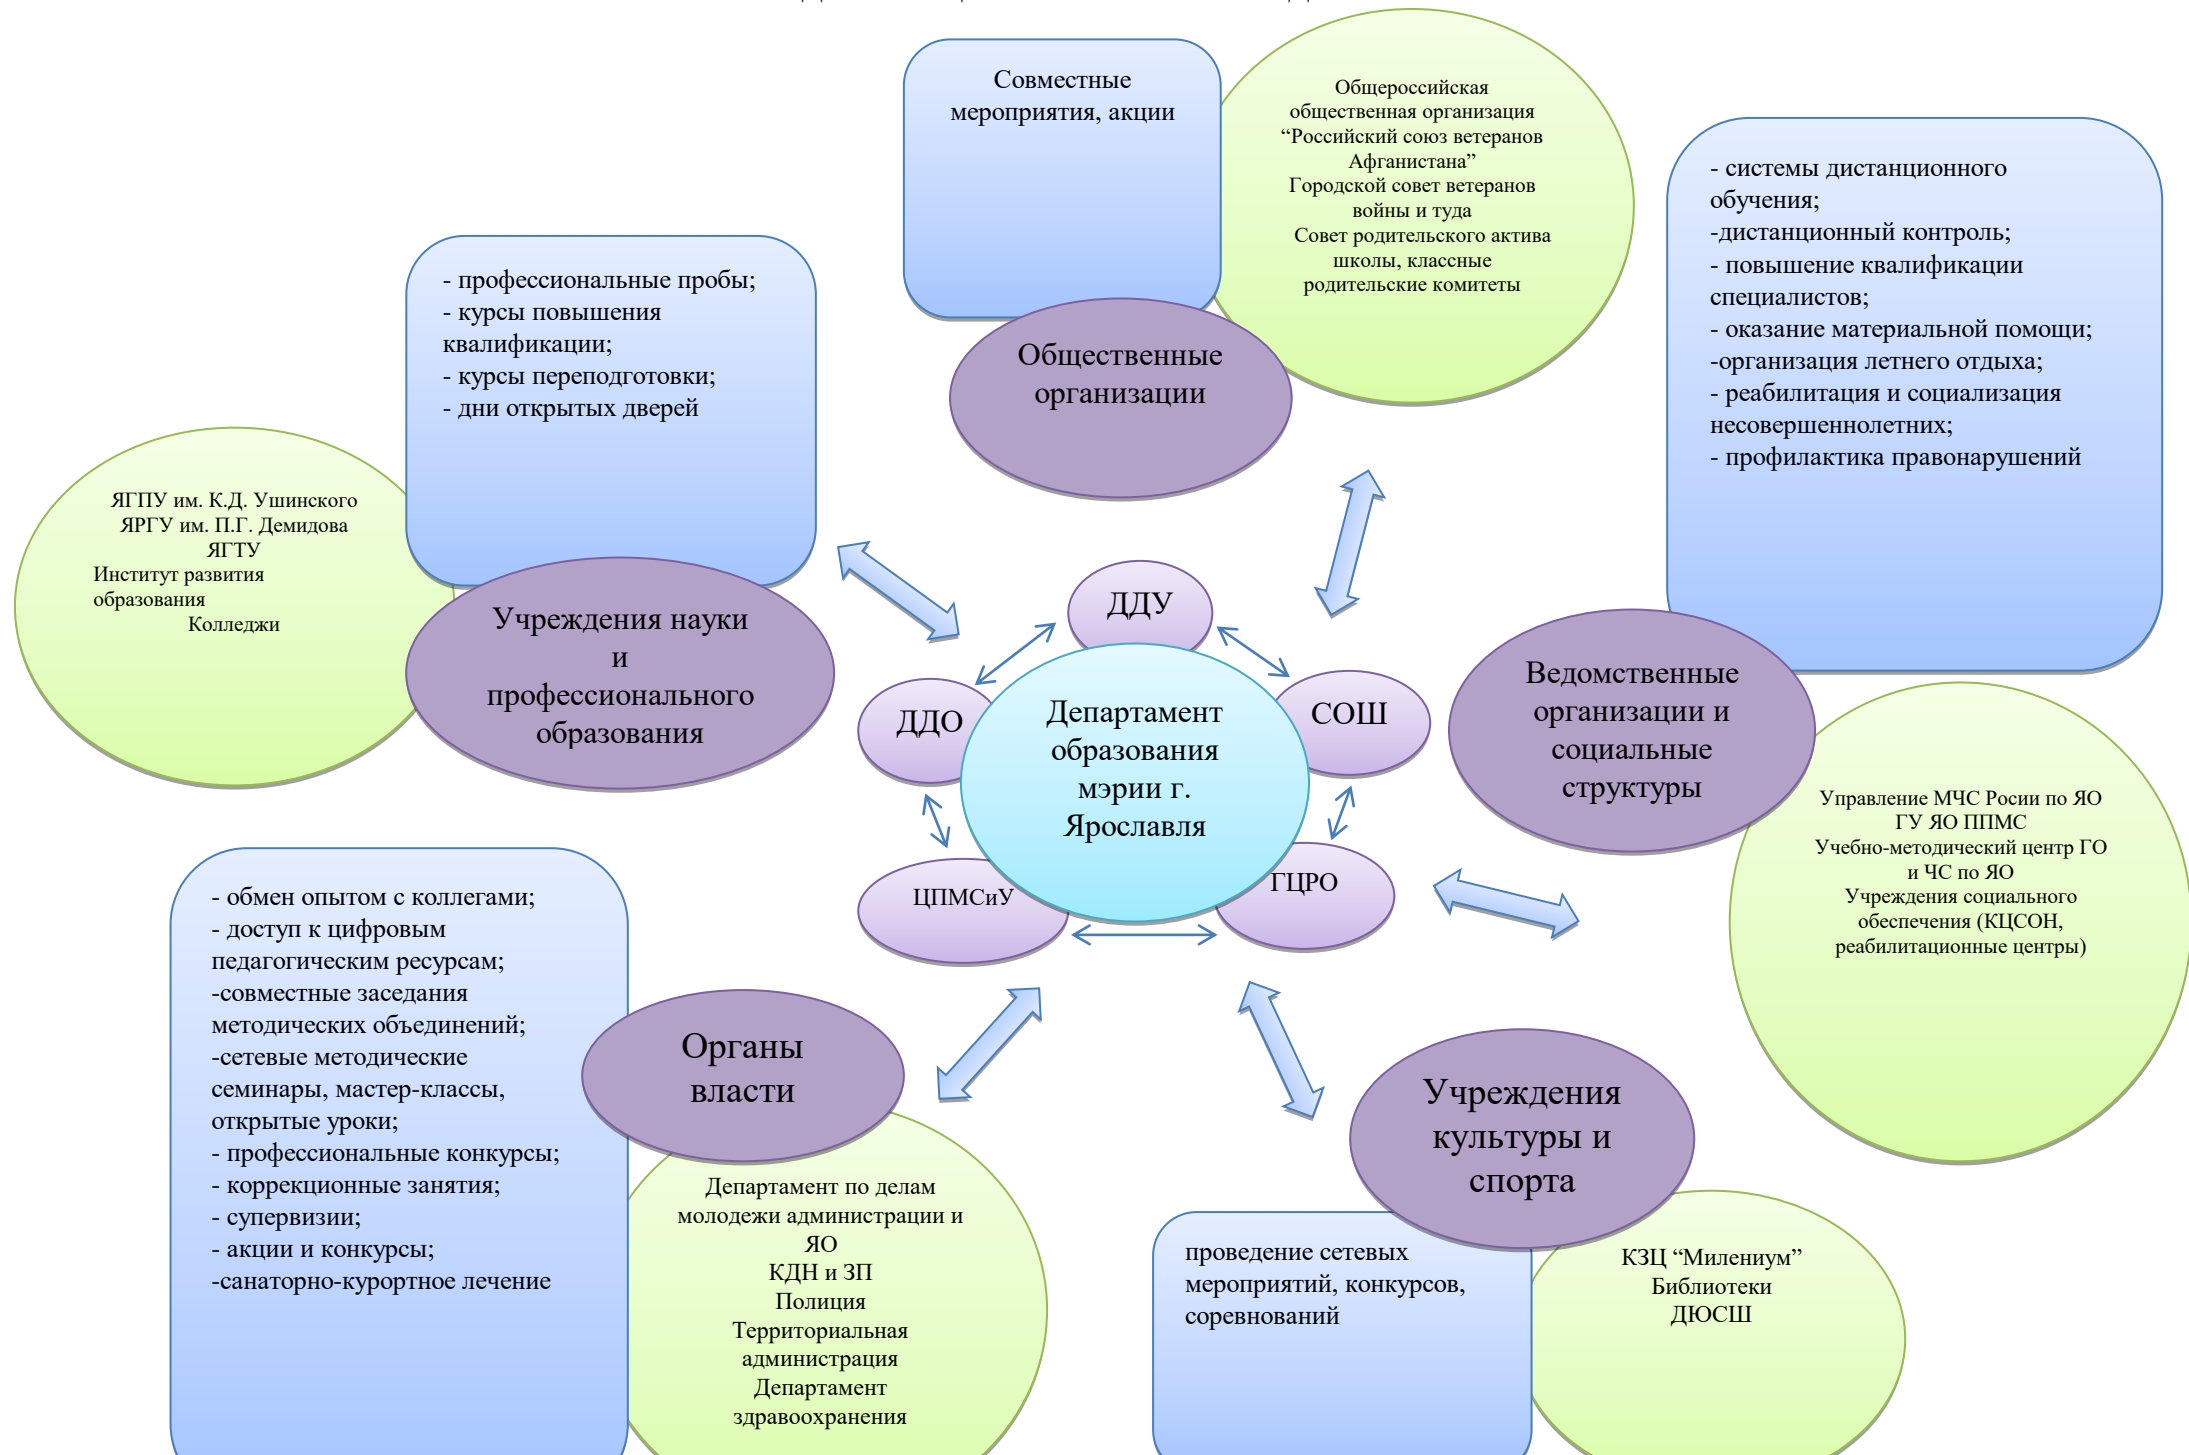 Совместные
мероприятия, акции
Общероссийская
общественная организация
“Российский союз ветеранов
Афганистана”
Городской совет ветеранов
войны и туда
Совет родительского актива
школы, классные
родительские комитеты
Общественные
организации
- системы дистанционного
обучения;
-дистанционный контроль;
- повышение квалификации
специалистов;
- оказание материальной помощи;
-организация летнего отдыха;
- реабилитация и социализация
несовершеннолетних;
- профилактика правонарушений
- профессиональные пробы;
- курсы повышения
квалификации;
- курсы переподготовки;
- дни открытых дверей
ЯГПУ им. К.Д. Ушинского
ЯРГУ им. П.Г. Демидова
ЯГТУ
Институт развития
образования
Колледжи
Учреждения науки
и
профессионального
образования
ДДУ
ДДО
Департамент
образования
мэрии г.
Ярославля
СОШ
ЦПМСиУ
ГЦРО
Ведомственные
организации и
социальные
структуры
Управление МЧС Росии по ЯО
ГУ ЯО ППМС
Учебно-методический центр ГО
и ЧС по ЯО
Учреждения социального
обеспечения (КЦСОН,
реабилитационные центры)
- обмен опытом с коллегами;
- доступ к цифровым
педагогическим ресурсам;
-совместные заседания
методических объединений;
-сетевые методические
семинары, мастер-классы,
открытые уроки;
- профессиональные конкурсы;
- коррекционные занятия;
- супервизии;
- акции и конкурсы;
-санаторно-курортное лечение
Органы
власти
Департамент по делам
молодежи администрации и
ЯО
КДН и ЗП
Полиция
Территориальная
администрация
Департамент
здравоохранения
Учреждения
культуры и
спорта
проведение сетевых
мероприятий, конкурсов,
соревнований
КЗЦ “Милениум”
Библиотеки
ДЮСШ